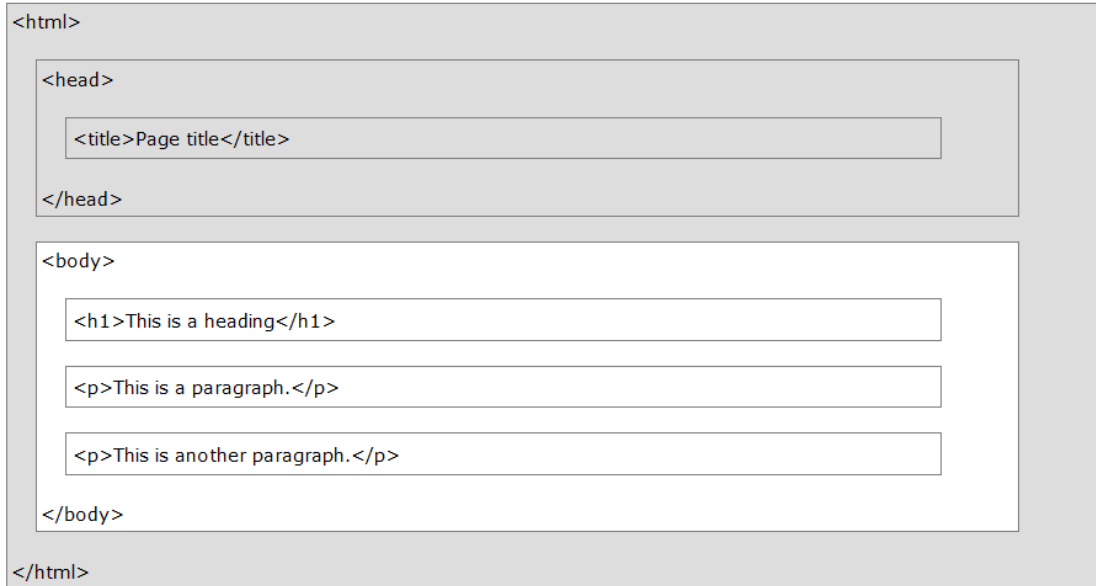 <html>
<head>
<title>Page title</title>
</head>
<body>
<h1>This is a heading</h1>
<p>This is a paragraph.</p>
<p>This is another paragraph.</p>
</body>
</html>